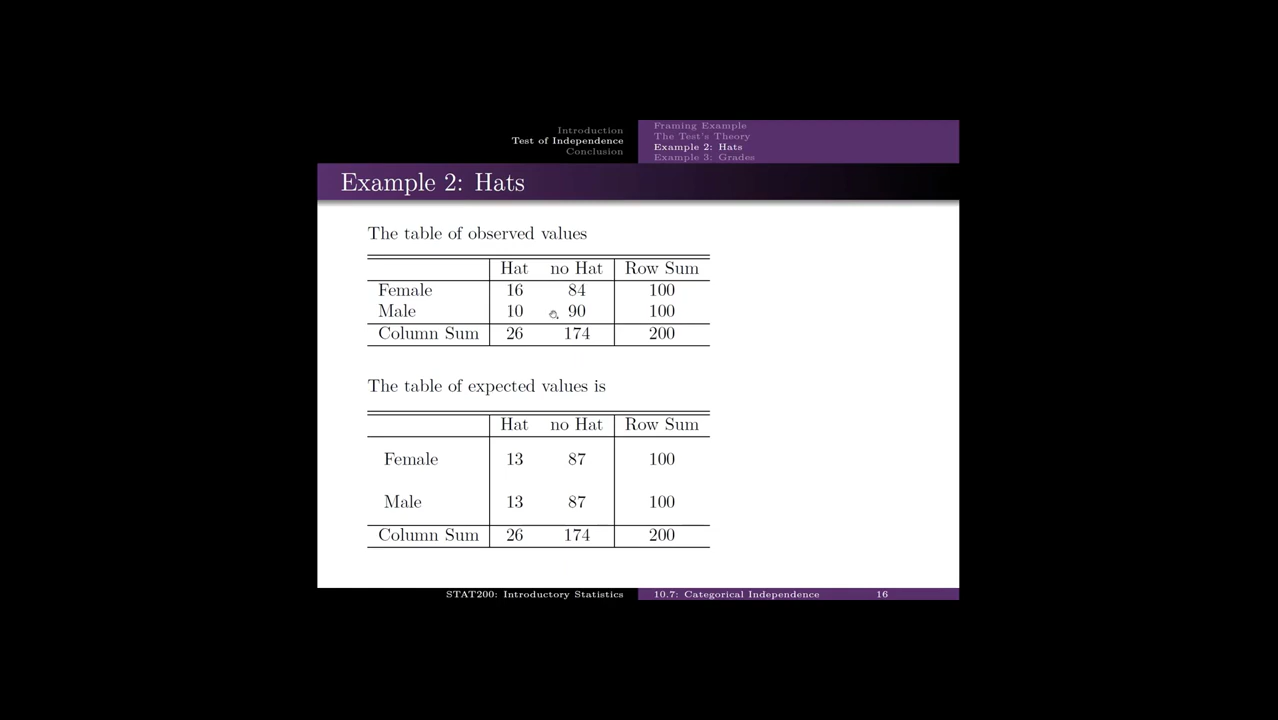 Introduction
Test of Independence
Conclusion
Framing Example
The Test's Theory
Example 2: Hats
Example 3: Grades
Example 2: Hats
The table of observed values
Hat no Hat Row Sum
Female 16 84 100
Male 10 90 100
Column Sum 26 174 200
The table of expected values is
Hat no Hat Row Sum
Female 13 87 100
Male 13 87 100
Column Sum 26 174 200
STAT200: Introductory Statistics 10.7: Categorical Independence 16